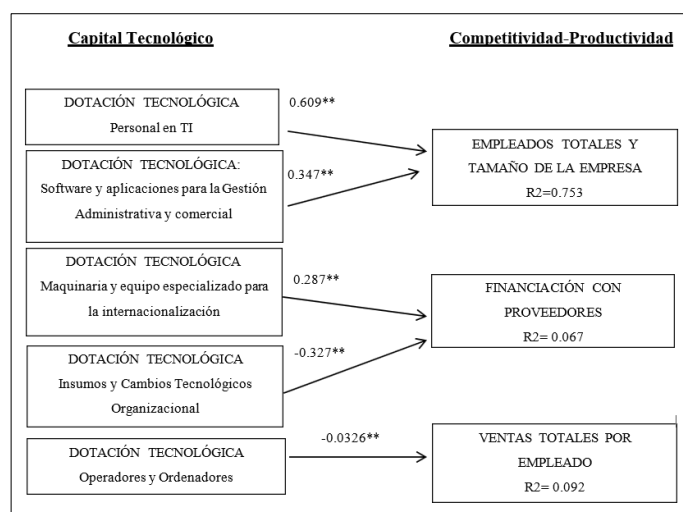 Capital Tecnológico
Competitividad-Productividad
DOTACIÓN TECNOLÓGICA
Personal en TI
0.609**
DOTACIÓN TECNOLÓGICA:
Software y aplicaciones para la Gestión
Administrativa y comercial
0.347**
EMPLEADOS TOTALES Y
TAMAÑO DE LA EMPRESA
R2=0.753
DOTACIÓN TECNOLÓGICA
Maquinaria y equipo especializado para
la internacionalización
0.287**
DOTACIÓN TECNOLÓGICA
Insumos y Cambios Tecnológicos
Organizacional
-0.327**
FINANCIACIÓN CON
PROVEEDORES
R2= 0.067
DOTACIÓN TECNOLÓGICA
Operadores y Ordenadores
-0.0326**
VENTAS TOTALES POR
EMPLEADO
R2= 0.092